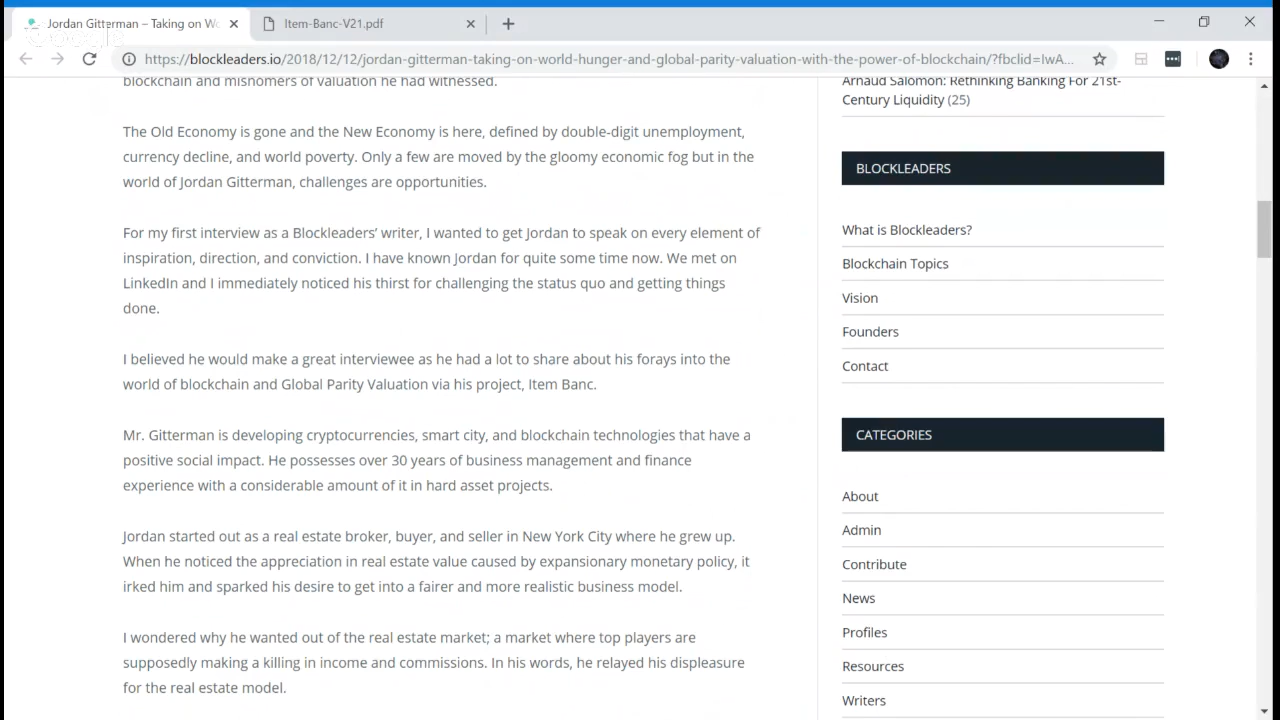 Jordan Gitterman – Taking on Wo
Item-Banc-V21.pdf
https://blockleaders.io/2018/12/12/jordan-gitterman-taking-on-world-hunger-and-global-parity-valuation-with-the-power-of-blockchain/?fbclid=IwA...
blockchain and misnomers of valuation he had witnessed.
The Old Economy is gone and the New Economy is here, defined by double-digit unemployment,
currency decline, and world poverty. Only a few are moved by the gloomy economic fog but in the
world of Jordan Gitterman, challenges are opportunities.
For my first interview as a Blockleaders' writer, I wanted to get Jordan to speak on every element of
inspiration, direction, and conviction. I have known Jordan for quite some time now. We met on
LinkedIn and I immediately noticed his thirst for challenging the status quo and getting things
done.
I believed he would make a great interviewee as he had a lot to share about his forays into the
world of blockchain and Global Parity Valuation via his project, Item Banc.
Mr. Gitterman is developing cryptocurrencies, smart city, and blockchain technologies that have a
positive social impact. He possesses over 30 years of business management and finance
experience with a considerable amount of it in hard asset projects.
Jordan started out as a real estate broker, buyer, and seller in New York City where he grew up.
When he noticed the appreciation in real estate value caused by expansionary monetary policy, it
irked him and sparked his desire to get into a fairer and more realistic business model.
I wondered why he wanted out of the real estate market; a market where top players are
supposedly making a killing in income and commissions. In his words, he relayed his displeasure
for the real estate model.
Arnaud Salomon: Rethinking Banking For 21st-
Century Liquidity (25)
BLOCKLEADERS
What is Blockleaders?
Blockchain Topics
Vision
Founders
Contact
CATEGORIES
About
Admin
Contribute
News
Profiles
Resources
Writers